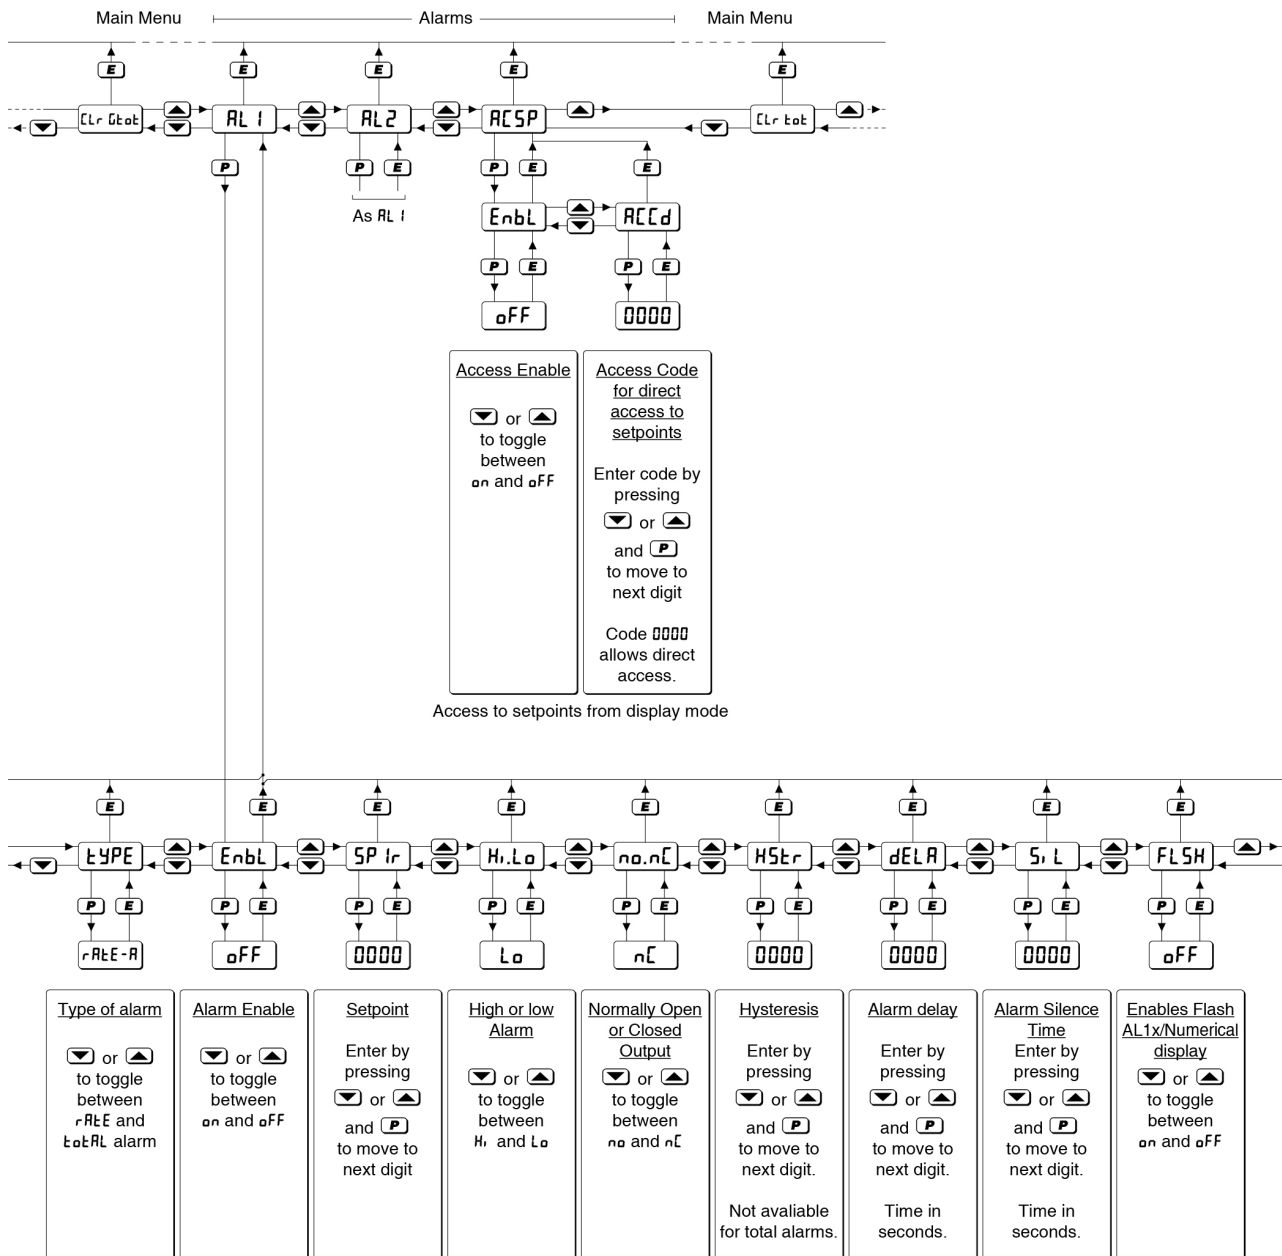 Main Menu Alarms Main Menu
E E E E E
CLr Gtot AL1 AL2 ACSP CLr tot
P P E P E E
As AL1
EnbL ACCd
P E P E
oFF 0000
Access Enable
or
to toggle
between
on and oFF
Access Code
for direct
access to
setpoints
Enter code by
pressing
or
and P
to move to
next digit
Code 0000
allows direct
access.
Access to setpoints from display mode
E E E E E E E E E
tYPE EnbL SP1r Hi.Lo no.nC HStr dELA SiL FLSH
P E P E P E P E P E P E P E P E P E
rAtE-A oFF 0000 Lo nC 0000 0000 0000 oFF
Type of alarm
or
to toggle
between
rAtE and
totAL alarm
Alarm Enable
or
to toggle
between
on and oFF
Setpoint
Enter by
pressing
or
and P
to move to
next digit
High or low
Alarm
or
to toggle
between
Hi and Lo
Normally Open
or Closed
Output
or
to toggle
between
no and nC
Hysteresis
Enter by
pressing
or
and P
to move to
next digit.
Not avaliable
for total alarms.
Alarm delay
Enter by
pressing
or
and P
to move to
next digit.
Time in
seconds.
Alarm Silence
Time
Enter by
pressing
or
and P
to move to
next digit.
Time in
seconds.
Enables Flash
AL1x/Numerical
display
or
to toggle
between
on and oFF